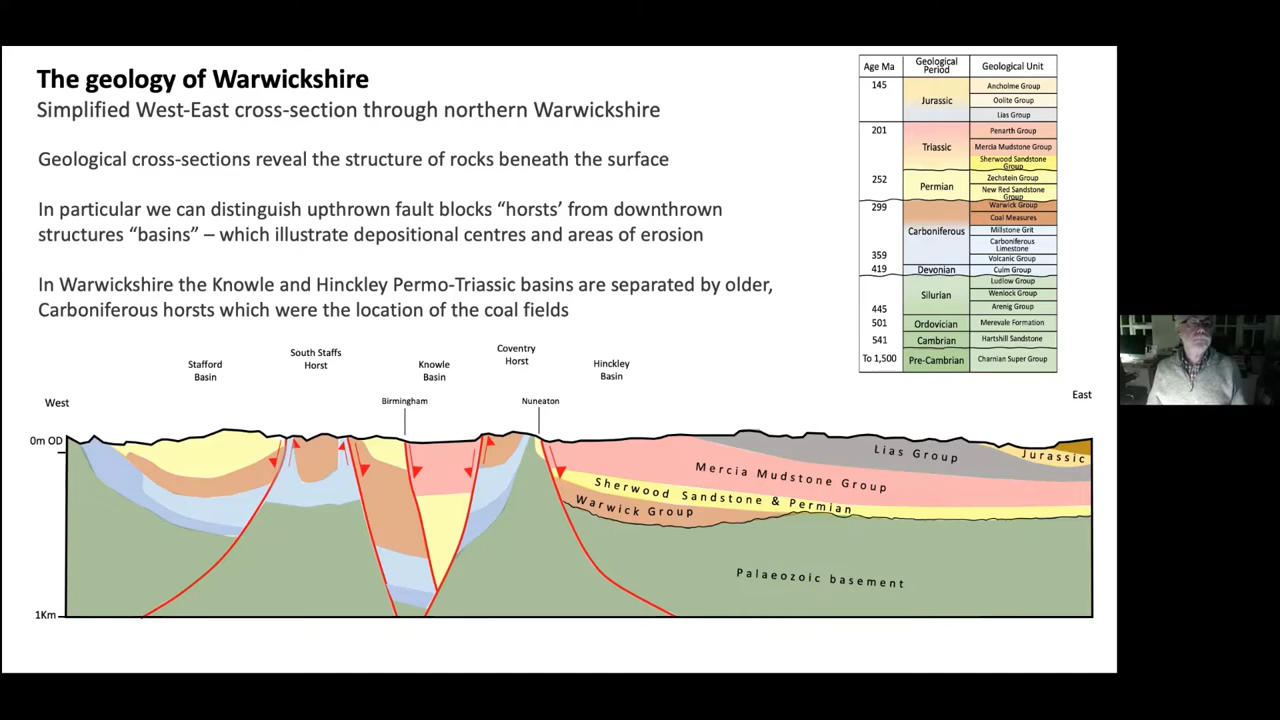 The geology of Warwickshire
Simplified West-East cross-section through northern Warwickshire
Geological cross-sections reveal the structure of rocks beneath the surface
In particular we can distinguish upthrown fault blocks “horsts’ from downthrown
structures “basins” – which illustrate depositional centres and areas of erosion
In Warwickshire the Knowle and Hinckley Permo-Triassic basins are separated by older,
Carboniferous horsts which were the location of the coal fields
Age Ma
Geological
Period
Geological Unit
145
Jurassic
Ancholme Group
Oolite Group
Lias Group
201
Triassic
Penarth Group
Mercia Mudstone Group
Sherwood Sandstone
Group
252
Permian
Zechstein Group
New Red Sandstone
Group
299
Carboniferous
Warwick Group
Coal Measures
Millstone Grit
Carboniferous
Limestone
359
Volcanic Group
419
Devonian
Culm Group
Silurian
Ludlow Group
Wenlock Group
445
Arenig Group
501
Ordovician
Merevale Formation
541
Cambrian
Hartshill Sandstone
To 1,500
Pre-Cambrian
Charnian Super Group
Stafford
Basin
South Staffs
Horst
Knowle
Basin
Coventry
Horst
Hinckley
Basin
West
Birmingham
Nuneaton
East
0m OD
Lias Group
Jurassic
Mercia Mudstone Group
Sherwood Sandstone & Permian
Warwick Group
Palaeozoic basement
1Km